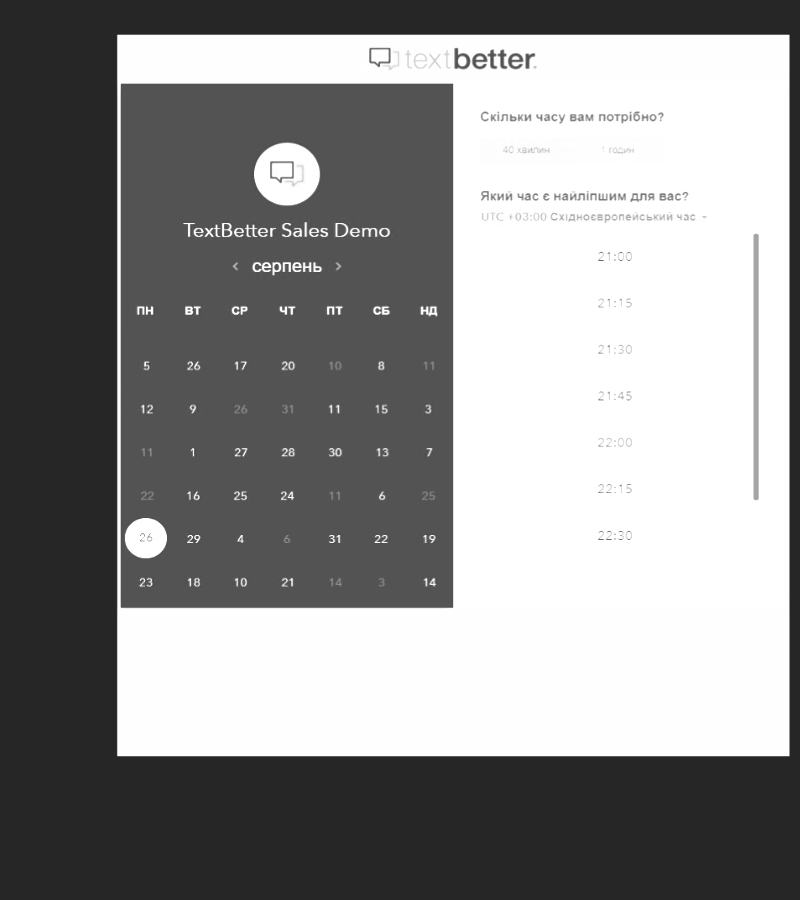 textbetter.
TextBetter Sales Demo
< серпень >
ПН ВТ СР ЧТ ПТ СБ НД
5 26 17 20 10 8 11
12 9 26 31 11 15 3
11 1 27 28 30 13 7
22 16 25 24 11 6 25
26 29 4 6 31 22 19
23 18 10 21 14 3 14
Скільки часу вам потрібно?
40 хвилин 1 годин
Який час є найліпшим для вас?
UTC +03:00 Східноєвропейський час
21:00
21:15
21:30
21:45
22:00
22:15
22:30